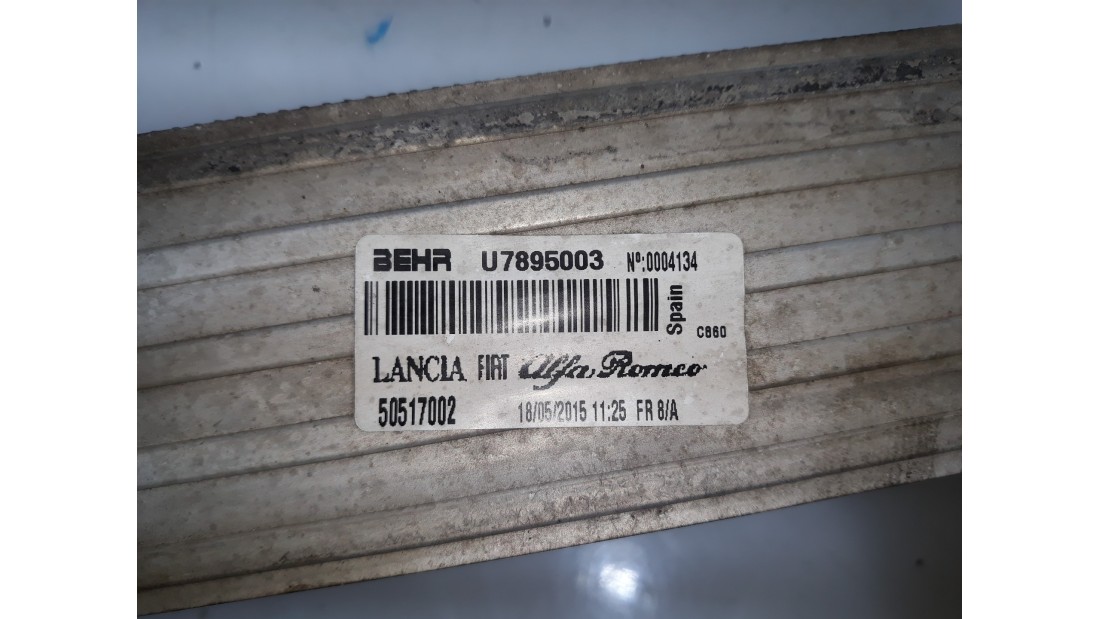 BEHR U7895003 Nº:0004134
Spain
C860
LANCIA FIAT Alfa Romeo
50517002 18/05/2015 11:25 FR 8/A